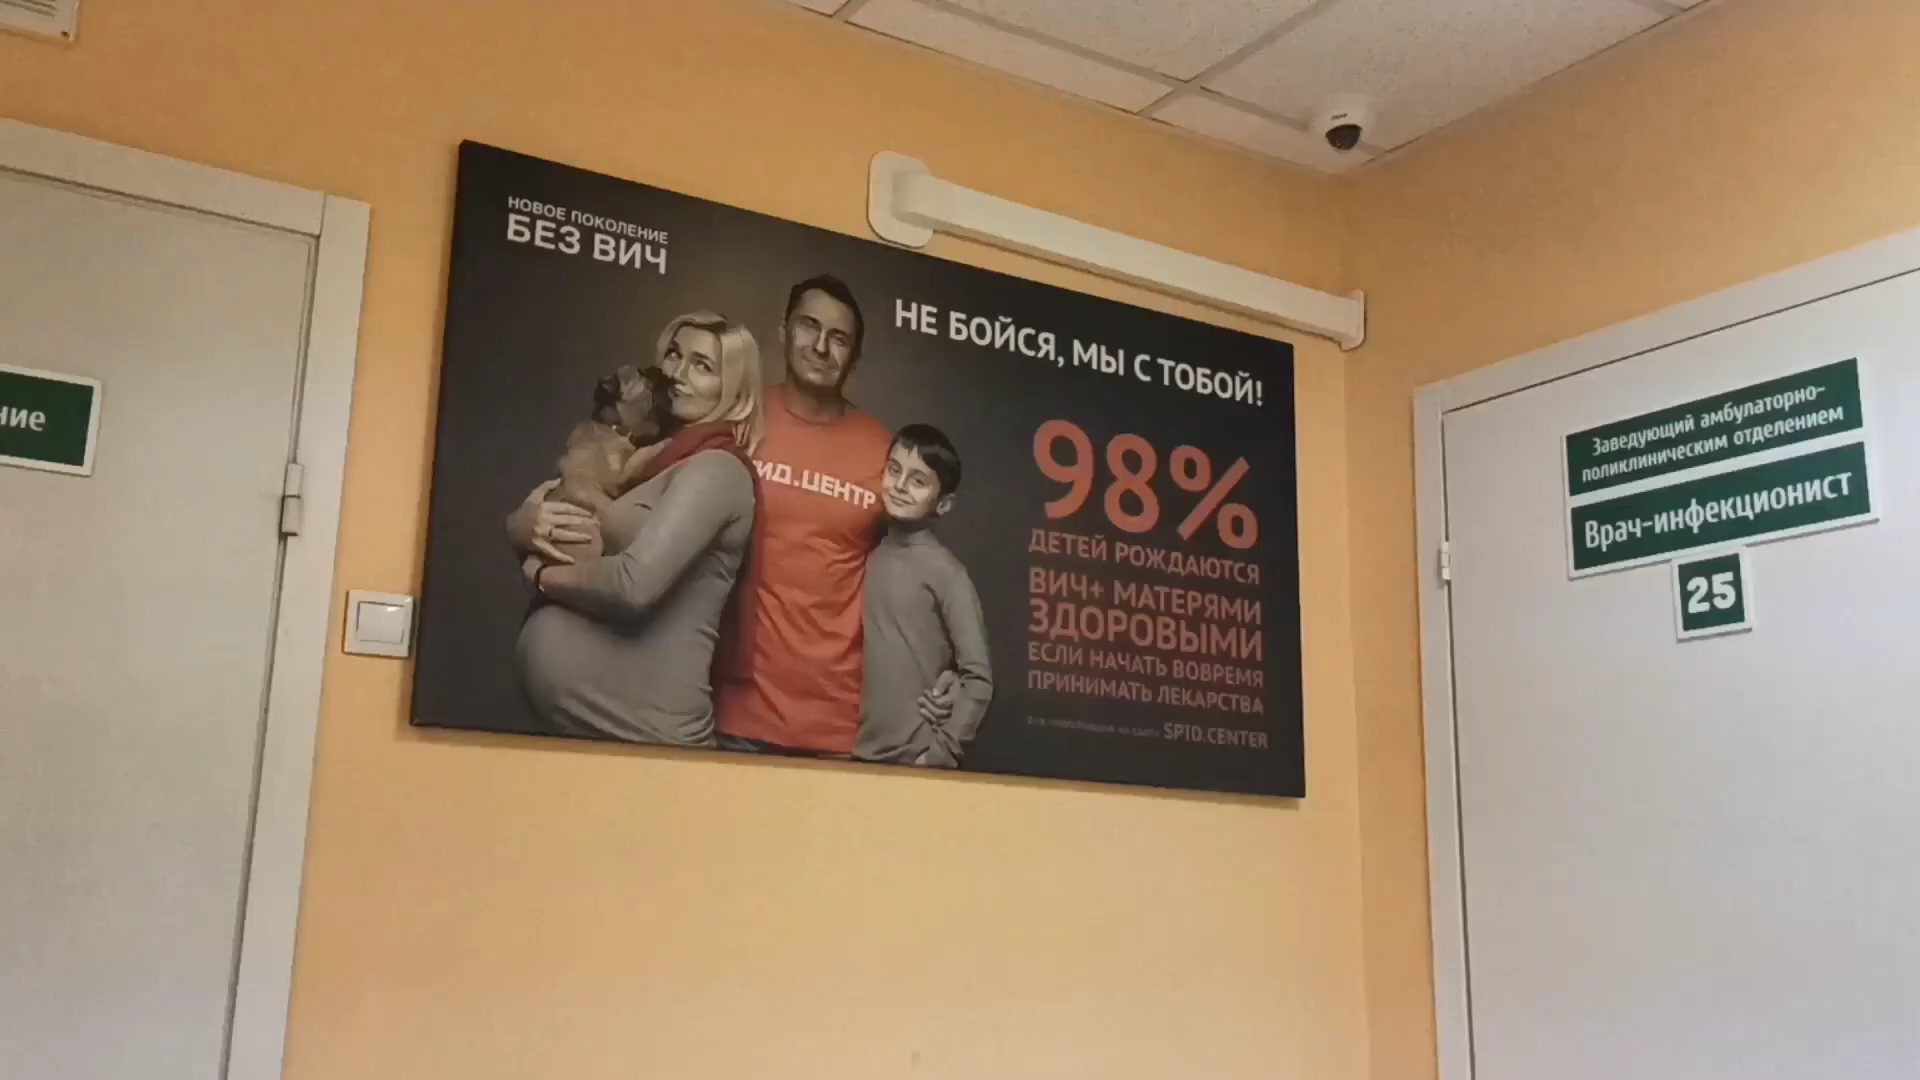 НОВОЕ ПОКОЛЕНИЕ
БЕЗ ВИЧ
НЕ БОЙСЯ, МЫ С ТОБОЙ!
ИД.ЦЕНТР
98%
ДЕТЕЙ РОЖДАЮТСЯ
ВИЧ+ МАТЕРЯМИ
ЗДОРОВЫМИ
ЕСЛИ НАЧАТЬ ВОВРЕМЯ
ПРИНИМАТЬ ЛЕКАРСТВА
SPID.CENTER
ние
Заведующий амбулаторно-
поликлиническим отделением
Врач-инфекционист
25